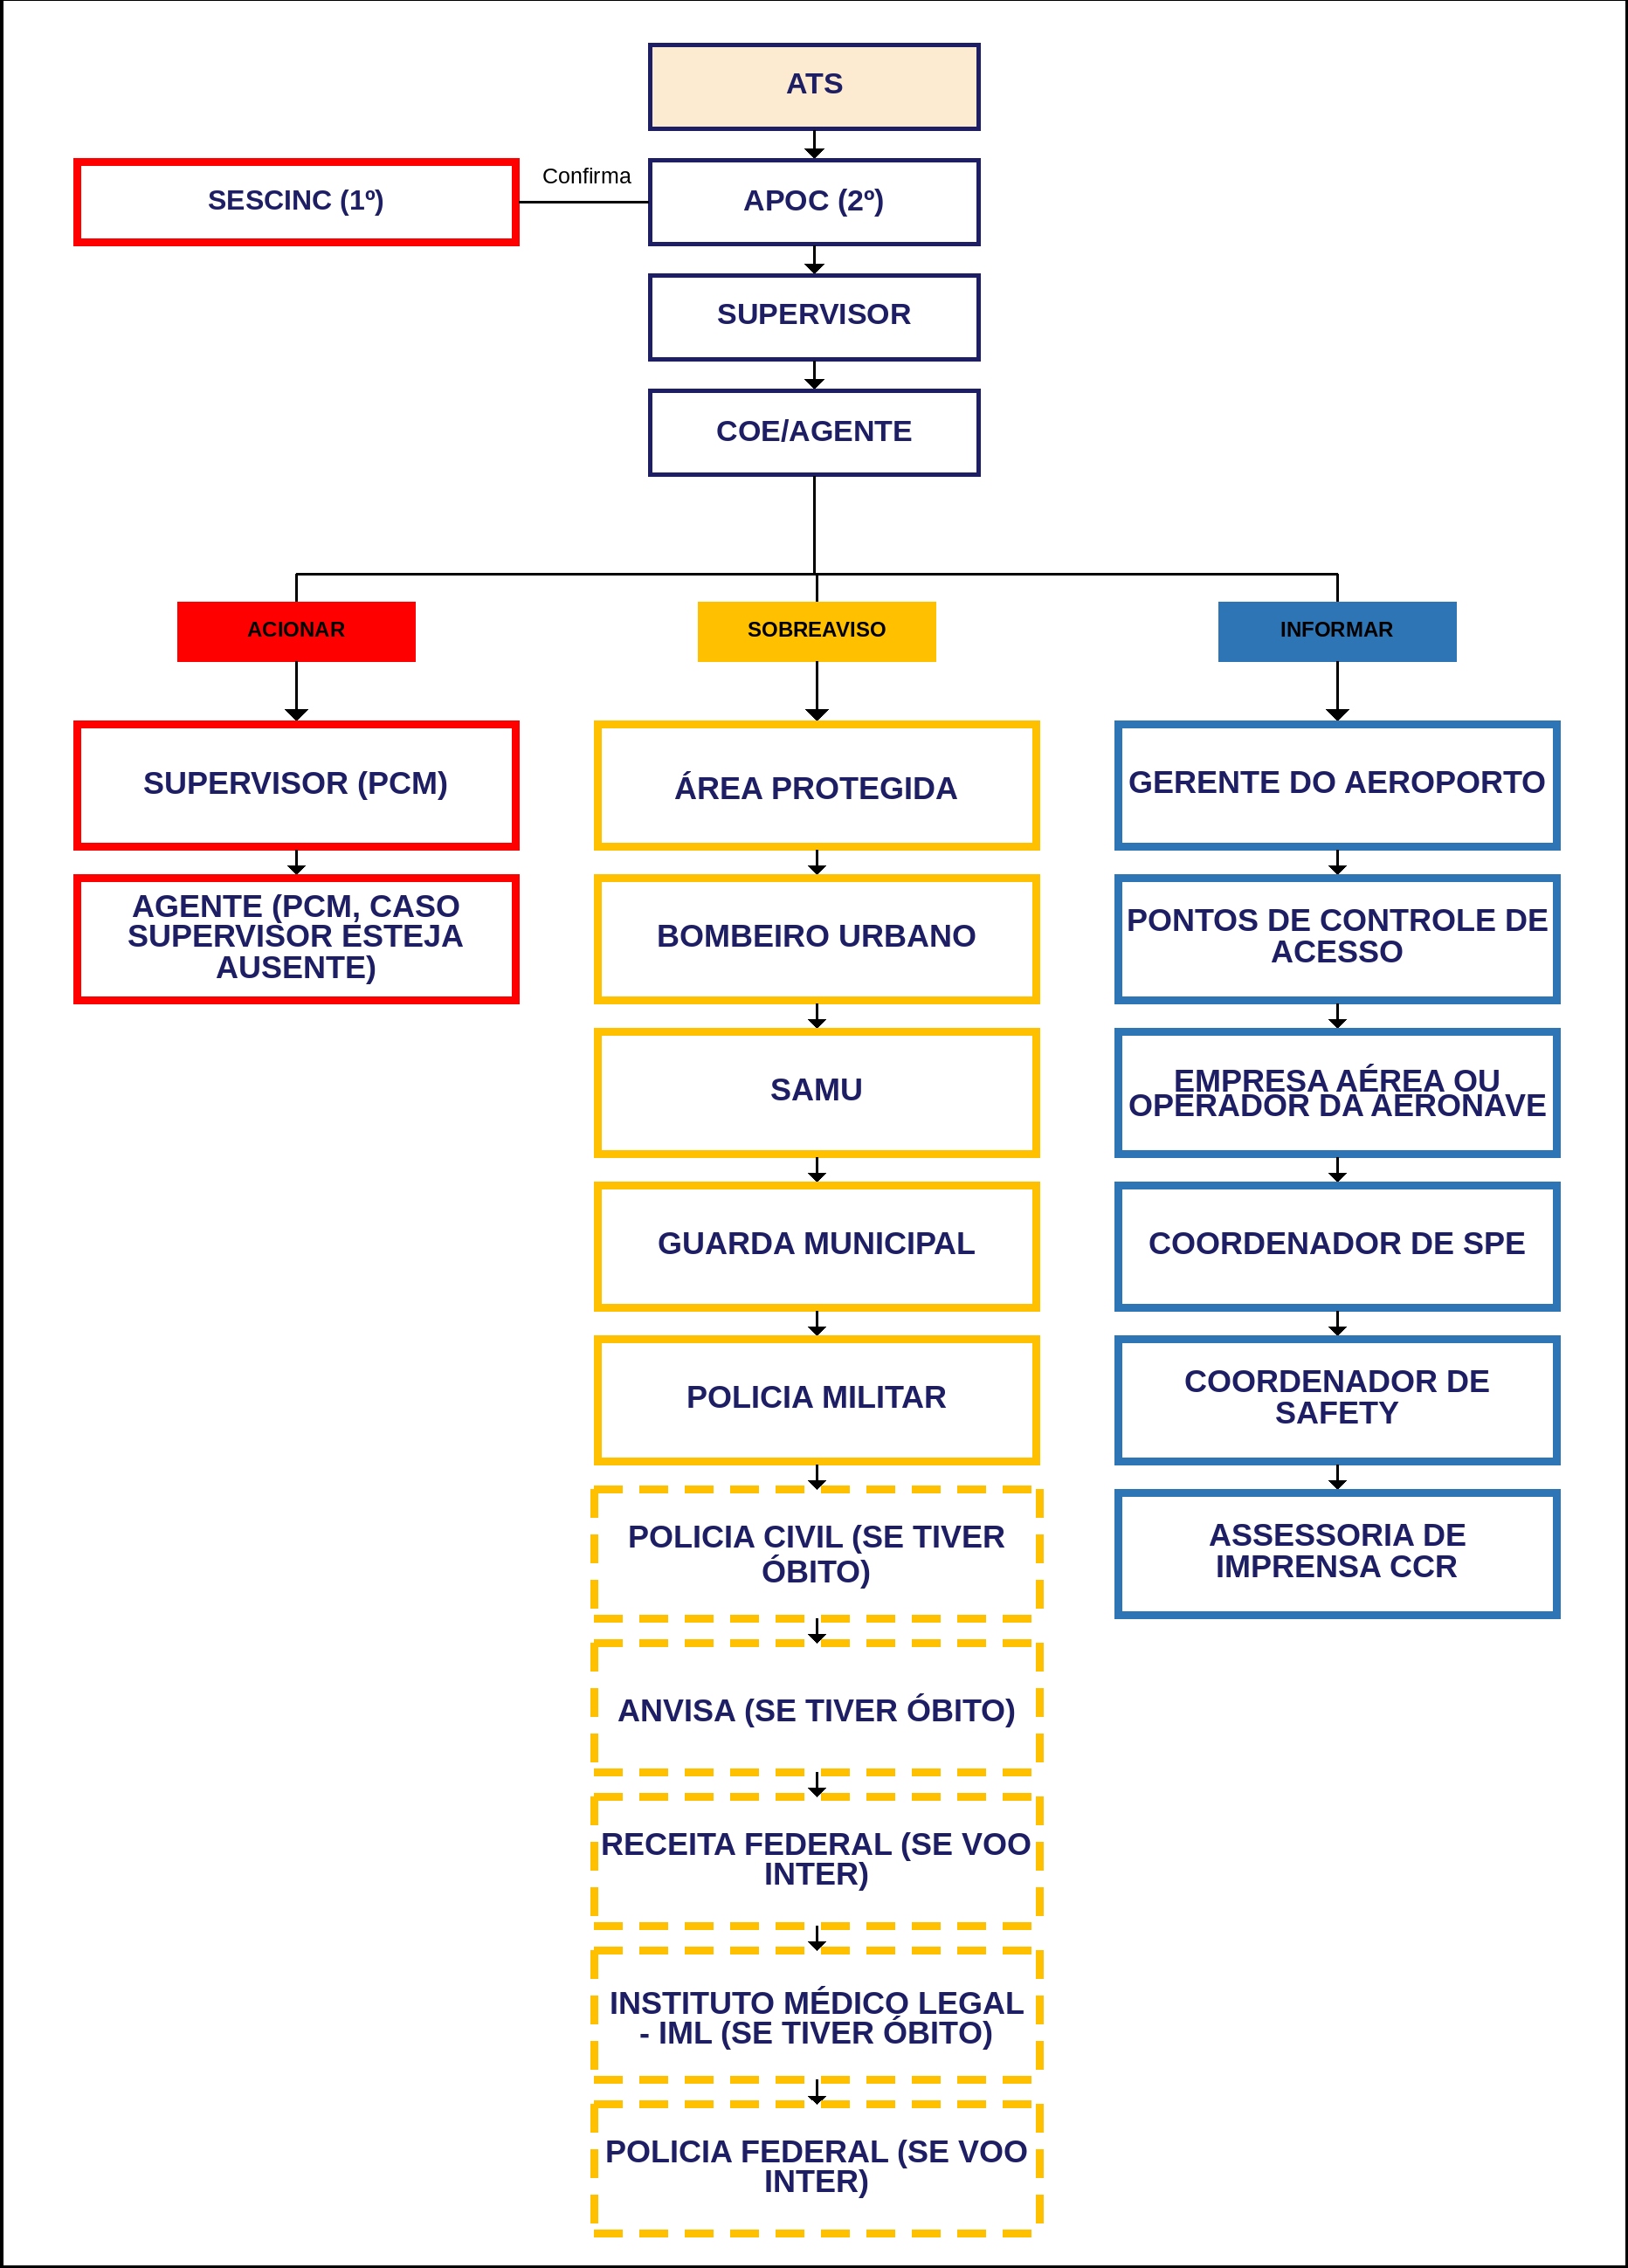 ATS
SESCINC (1º)
Confirma
APOC (2º)
SUPERVISOR
COE/AGENTE
ACIONAR
SOBREAVISO
INFORMAR
SUPERVISOR (PCM)
AGENTE (PCM, CASO
SUPERVISOR ESTEJA
AUSENTE)
ÁREA PROTEGIDA
BOMBEIRO URBANO
SAMU
GUARDA MUNICIPAL
POLICIA MILITAR
POLICIA CIVIL (SE TIVER
ÓBITO)
ANVISA (SE TIVER ÓBITO)
RECEITA FEDERAL (SE VOO
INTER)
INSTITUTO MÉDICO LEGAL
- IML (SE TIVER ÓBITO)
POLICIA FEDERAL (SE VOO
INTER)
GERENTE DO AEROPORTO
PONTOS DE CONTROLE DE
ACESSO
EMPRESA AÉREA OU
OPERADOR DA AERONAVE
COORDENADOR DE SPE
COORDENADOR DE
SAFETY
ASSESSORIA DE
IMPRENSA CCR